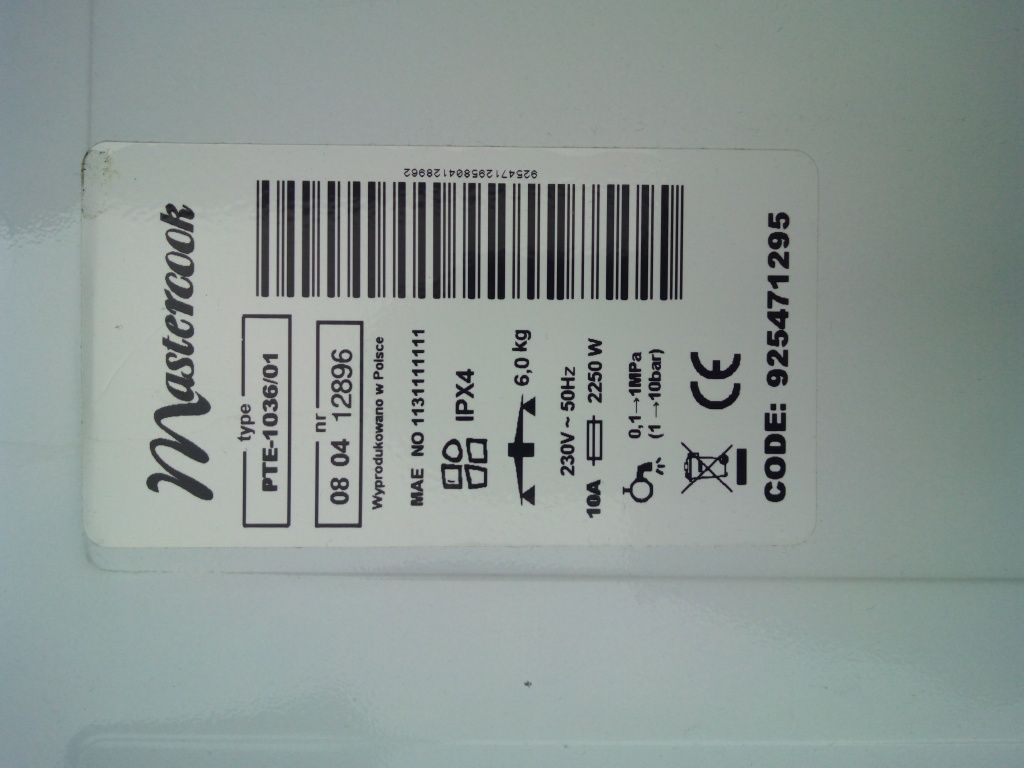 Mastercook
type
PTE-1036/01
nr
08 04 12896
Wyprodukowano w Polsce
MAE NO 1131111111
IPX4
6,0 kg
230V ~ 50Hz
10A 2250 W
0,1→1MPa
(1 →10bar)
CE
CODE: 925471295
925471295804128962